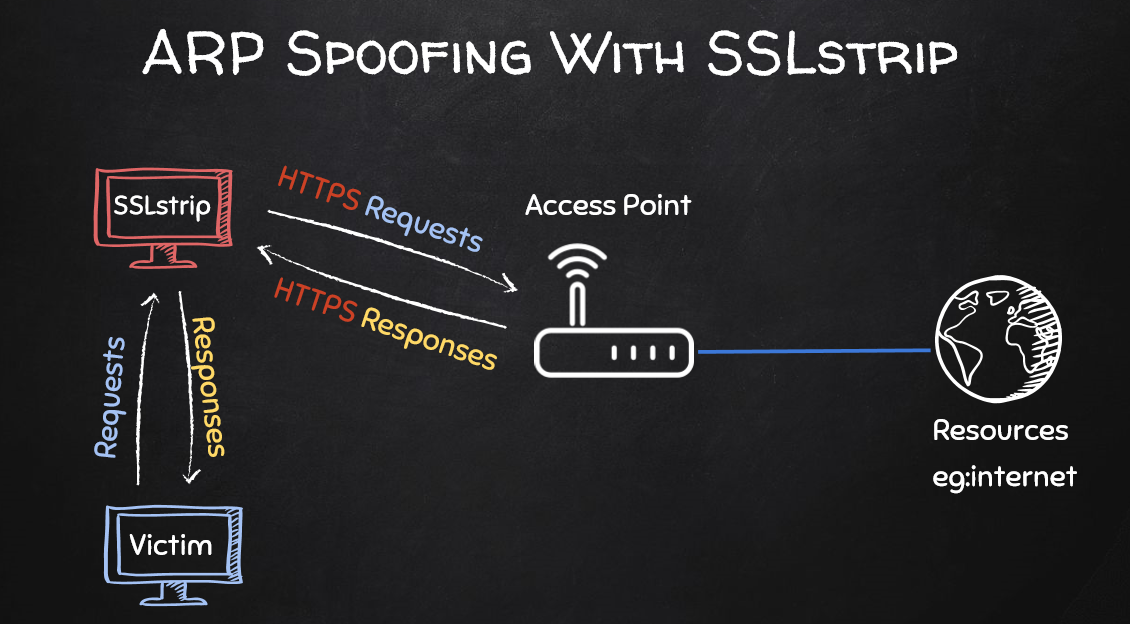 ARP Spoofing With SSLstrip
SSLstrip
HTTPS Requests
HTTPS Responses
Access Point
Requests
Responses
Victim
Resources
eg:internet